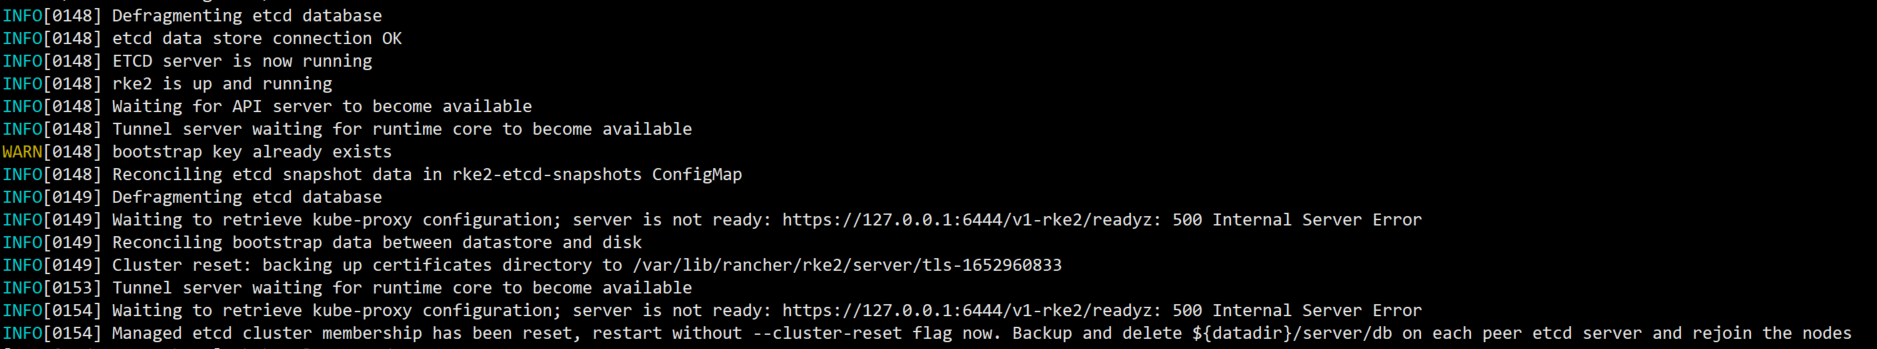 INFO[0148] Defragmenting etcd database
INFO[0148] etcd data store connection OK
INFO[0148] ETCD server is now running
INFO[0148] rke2 is up and running
INFO[0148] Waiting for API server to become available
INFO[0148] Tunnel server waiting for runtime core to become available
WARN[0148] bootstrap key already exists
INFO[0148] Reconciling etcd snapshot data in rke2-etcd-snapshots ConfigMap
INFO[0149] Defragmenting etcd database
INFO[0149] Waiting to retrieve kube-proxy configuration; server is not ready: https://127.0.0.1:6444/v1-rke2/readyz: 500 Internal Server Error
INFO[0149] Reconciling bootstrap data between datastore and disk
INFO[0149] Cluster reset: backing up certificates directory to /var/lib/rancher/rke2/server/tls-1652960833
INFO[0153] Tunnel server waiting for runtime core to become available
INFO[0154] Waiting to retrieve kube-proxy configuration; server is not ready: https://127.0.0.1:6444/v1-rke2/readyz: 500 Internal Server Error
INFO[0154] Managed etcd cluster membership has been reset, restart without --cluster-reset flag now. Backup and delete ${datadir}/server/db on each peer etcd server and rejoin the nodes